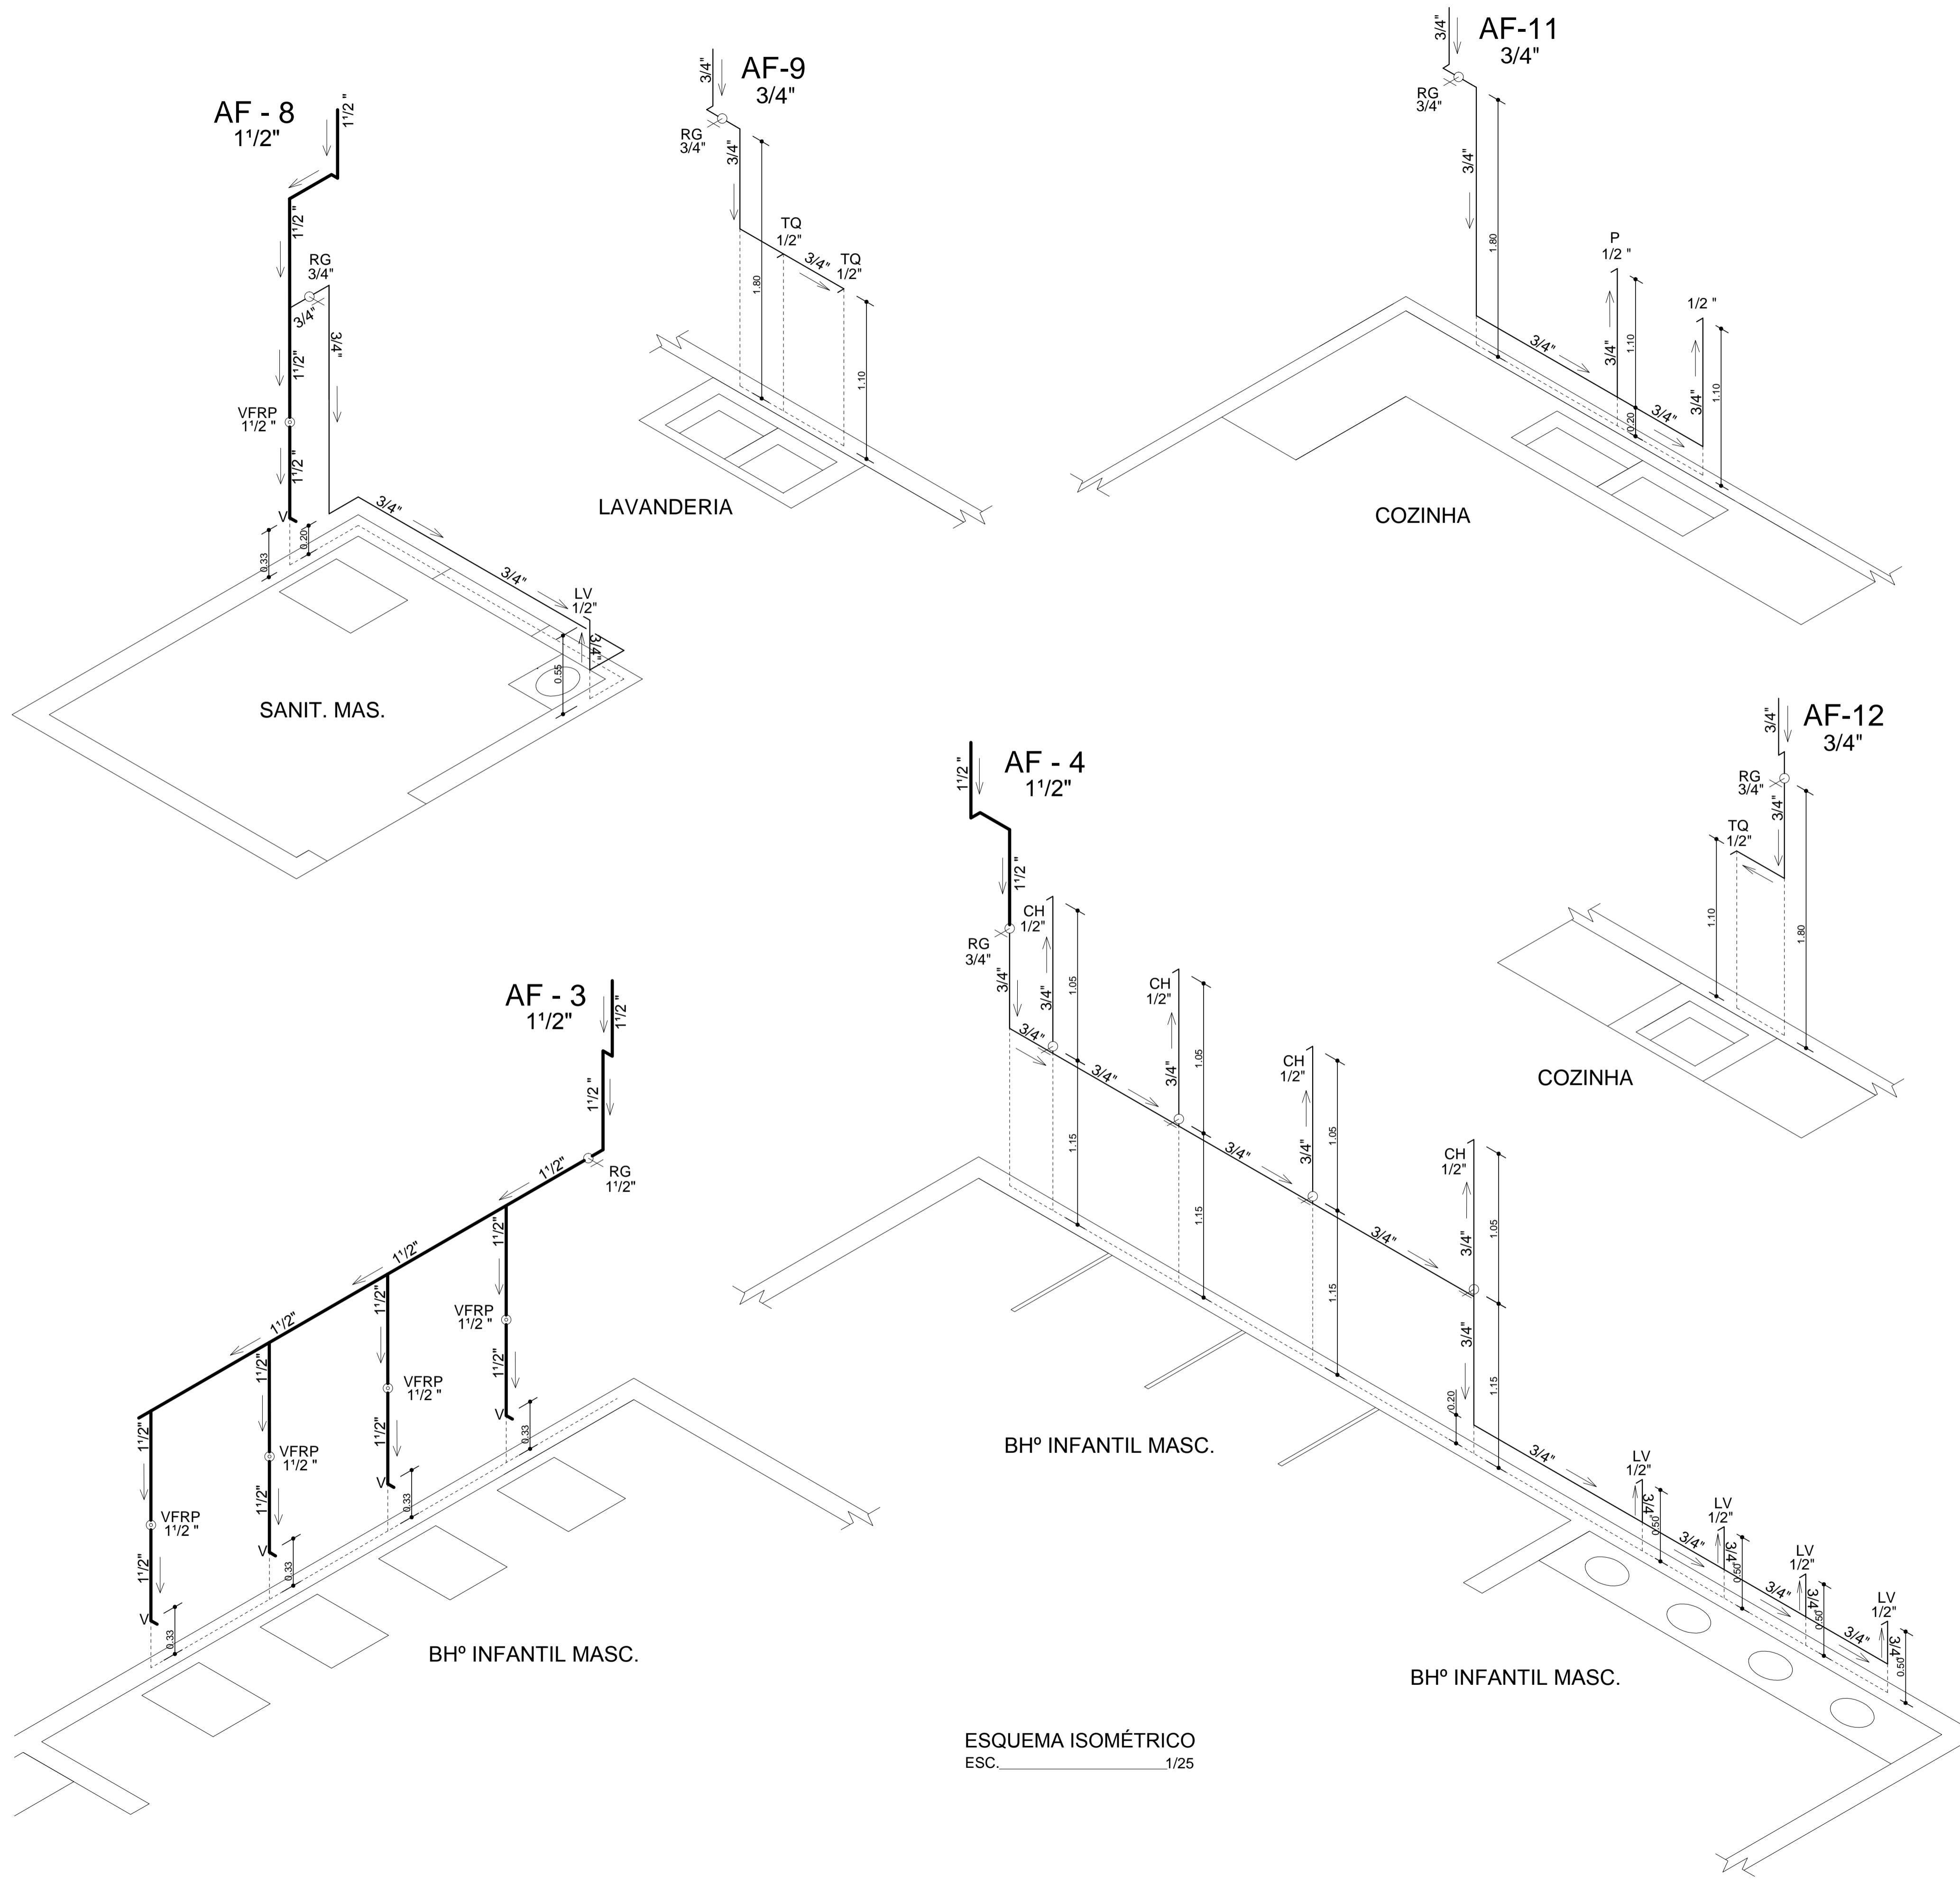 AF - 8
1¹/2"
1¹/2 "
1¹/2 "
RG
3/4"
3/4"
3/4"
1¹/2"
VFRP
1¹/2 "
1¹/2 "
V
0.33
0.20
3/4"
3/4"
LV
1/2"
3/4"
0.55
SANIT. MAS.
AF-9
3/4"
3/4"
RG
3/4"
3/4"
1.80
TQ
1/2"
3/4"
TQ
1/2"
1.10
LAVANDERIA
AF-11
3/4"
3/4"
RG
3/4"
3/4"
1.80
P
1/2 "
3/4"
3/4"
1.10
0.20
1/2 "
3/4"
3/4"
1.10
COZINHA
AF-12
3/4"
3/4"
RG
3/4"
3/4"
TQ
1/2"
1.10
1.80
COZINHA
AF - 4
1¹/2"
1¹/2 "
1¹/2 "
RG
3/4"
3/4"
CH
1/2"
3/4"
3/4"
1.05
1.15
CH
1/2"
3/4"
3/4"
1.05
1.15
CH
1/2"
3/4"
3/4"
1.05
1.15
CH
1/2"
3/4"
3/4"
1.05
1.15
3/4"
0.20
3/4"
LV
1/2"
3/4"
0.50
3/4"
LV
1/2"
3/4"
0.50
3/4"
LV
1/2"
3/4"
0.50
3/4"
LV
1/2"
3/4"
0.50
BHº INFANTIL MASC.
BHº INFANTIL MASC.
AF - 3
1¹/2"
1¹/2 "
1¹/2 "
RG
1¹/2"
1¹/2"
1¹/2"
1¹/2"
1¹/2"
VFRP
1¹/2 "
1¹/2"
V
0.33
1¹/2"
VFRP
1¹/2 "
1¹/2"
V
0.33
1¹/2"
VFRP
1¹/2 "
1¹/2"
V
0.33
1¹/2"
VFRP
1¹/2 "
1¹/2"
V
0.33
BHº INFANTIL MASC.
ESQUEMA ISOMÉTRICO
ESC.____________________1/25